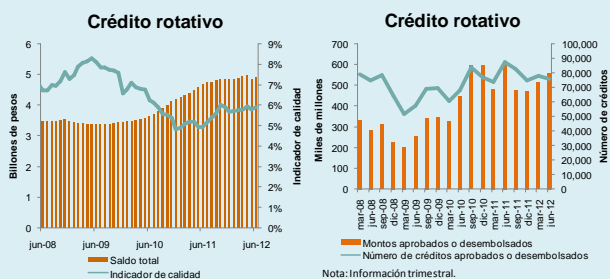 Crédito rotativo
Billones de pesos
6
5
4
3
2
1
0
9%
8%
7%
6%
5%
4%
3%
2%
1%
0%
Indicador de calidad
jun-08
jun-09
jun-10
jun-11
jun-12
Saldo total
Indicador de calidad
Crédito rotativo
Miles de millones
700
600
500
400
300
200
100
0
100,000
90,000
80,000
70,000
60,000
50,000
40,000
30,000
20,000
10,000
0
Número de créditos
mar-08
jun-08
sep-08
dic-08
mar-09
jun-09
sep-09
dic-09
mar-10
jun-10
sep-10
dic-10
mar-11
jun-11
sep-11
dic-11
mar-12
jun-12
Montos aprobados o desembolsados
Número de créditos aprobados o desembolsados
Nota: Información trimestral.